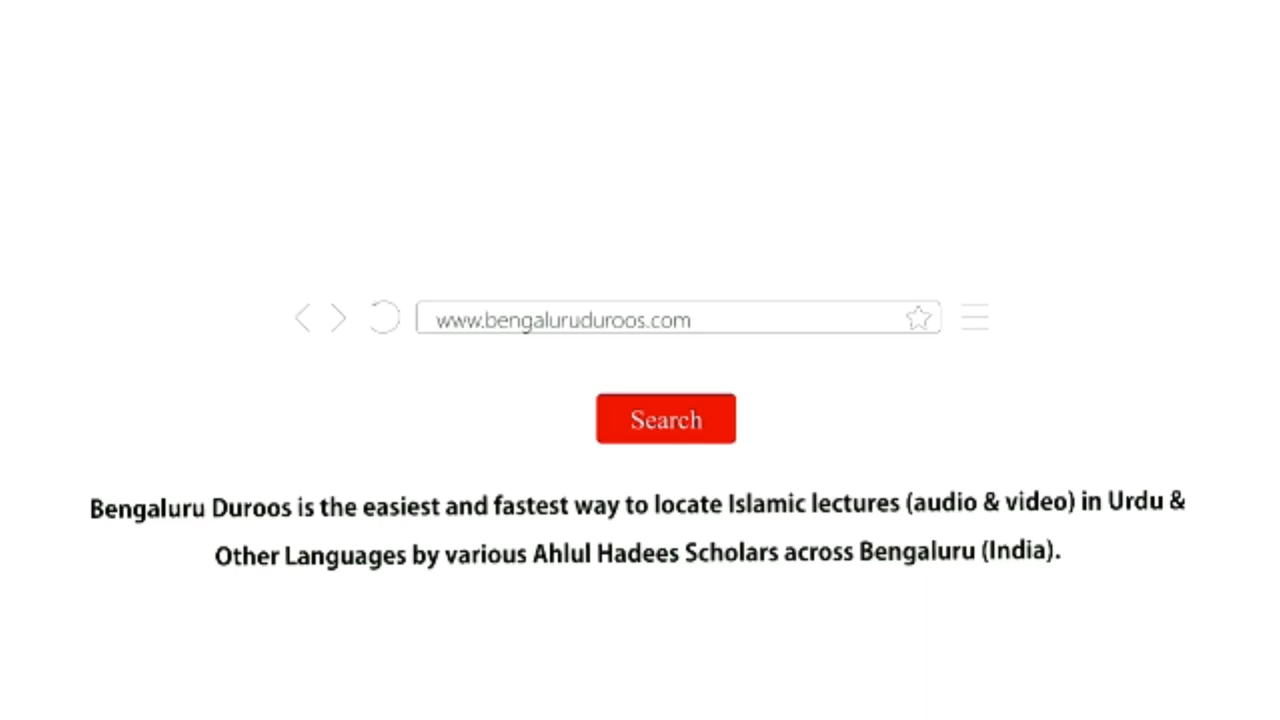 www.bengaluruduroos.com
Search
Bengaluru Duroos is the easiest and fastest way to locate Islamic lectures (audio & video) in Urdu &
Other Languages by various Ahlul Hadees Scholars across Bengaluru (India).